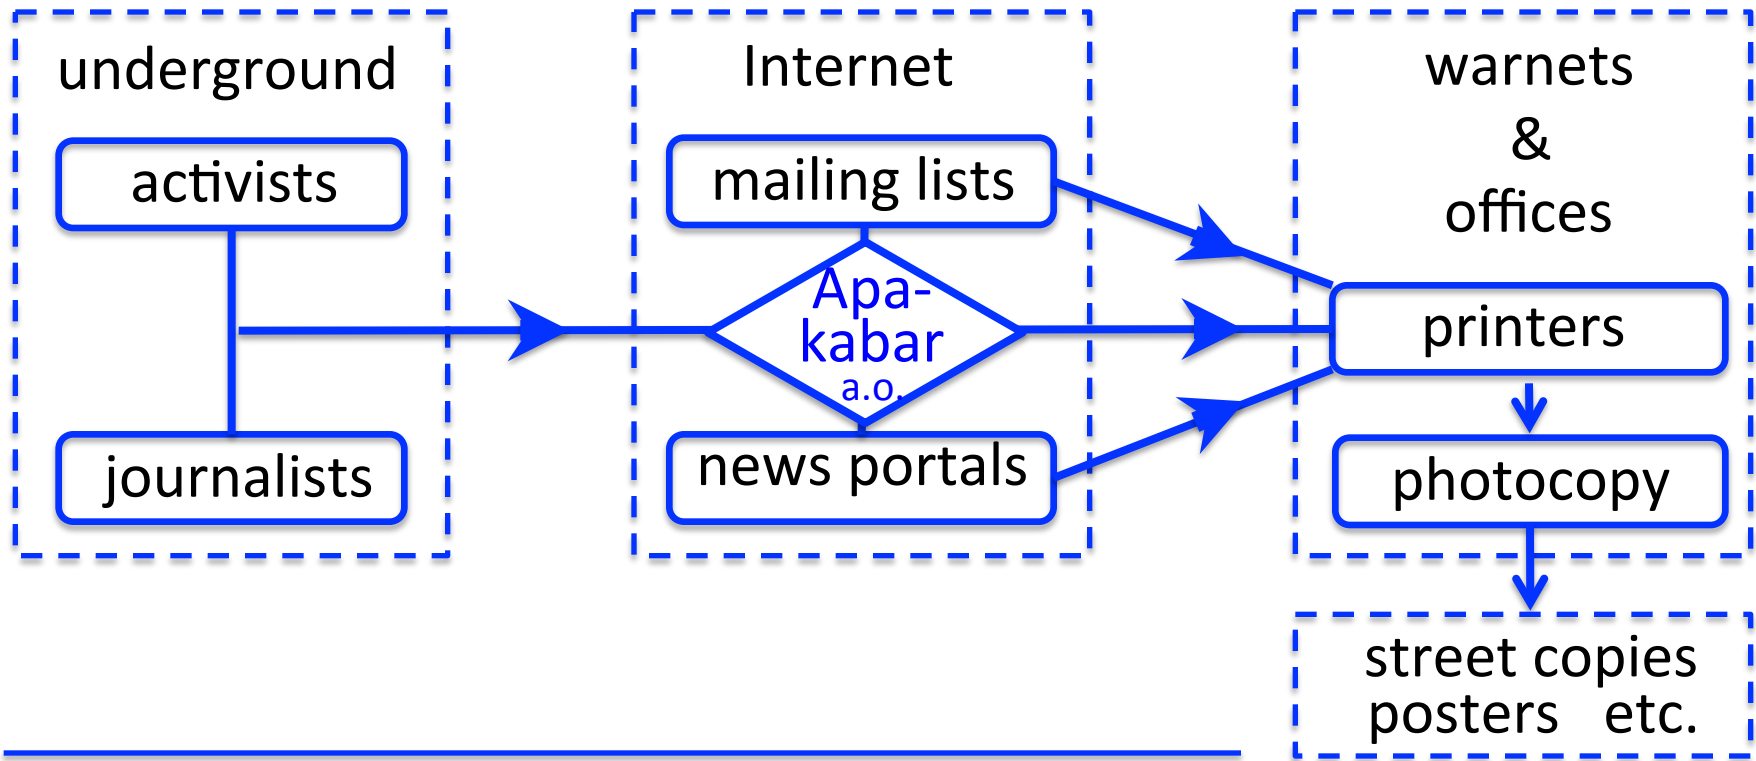 underground
activists
journalists
Internet
mailing lists
Apa-
kabar
a.o.
news portals
warnets
&
offices
printers
photocopy
street copies
posters etc.